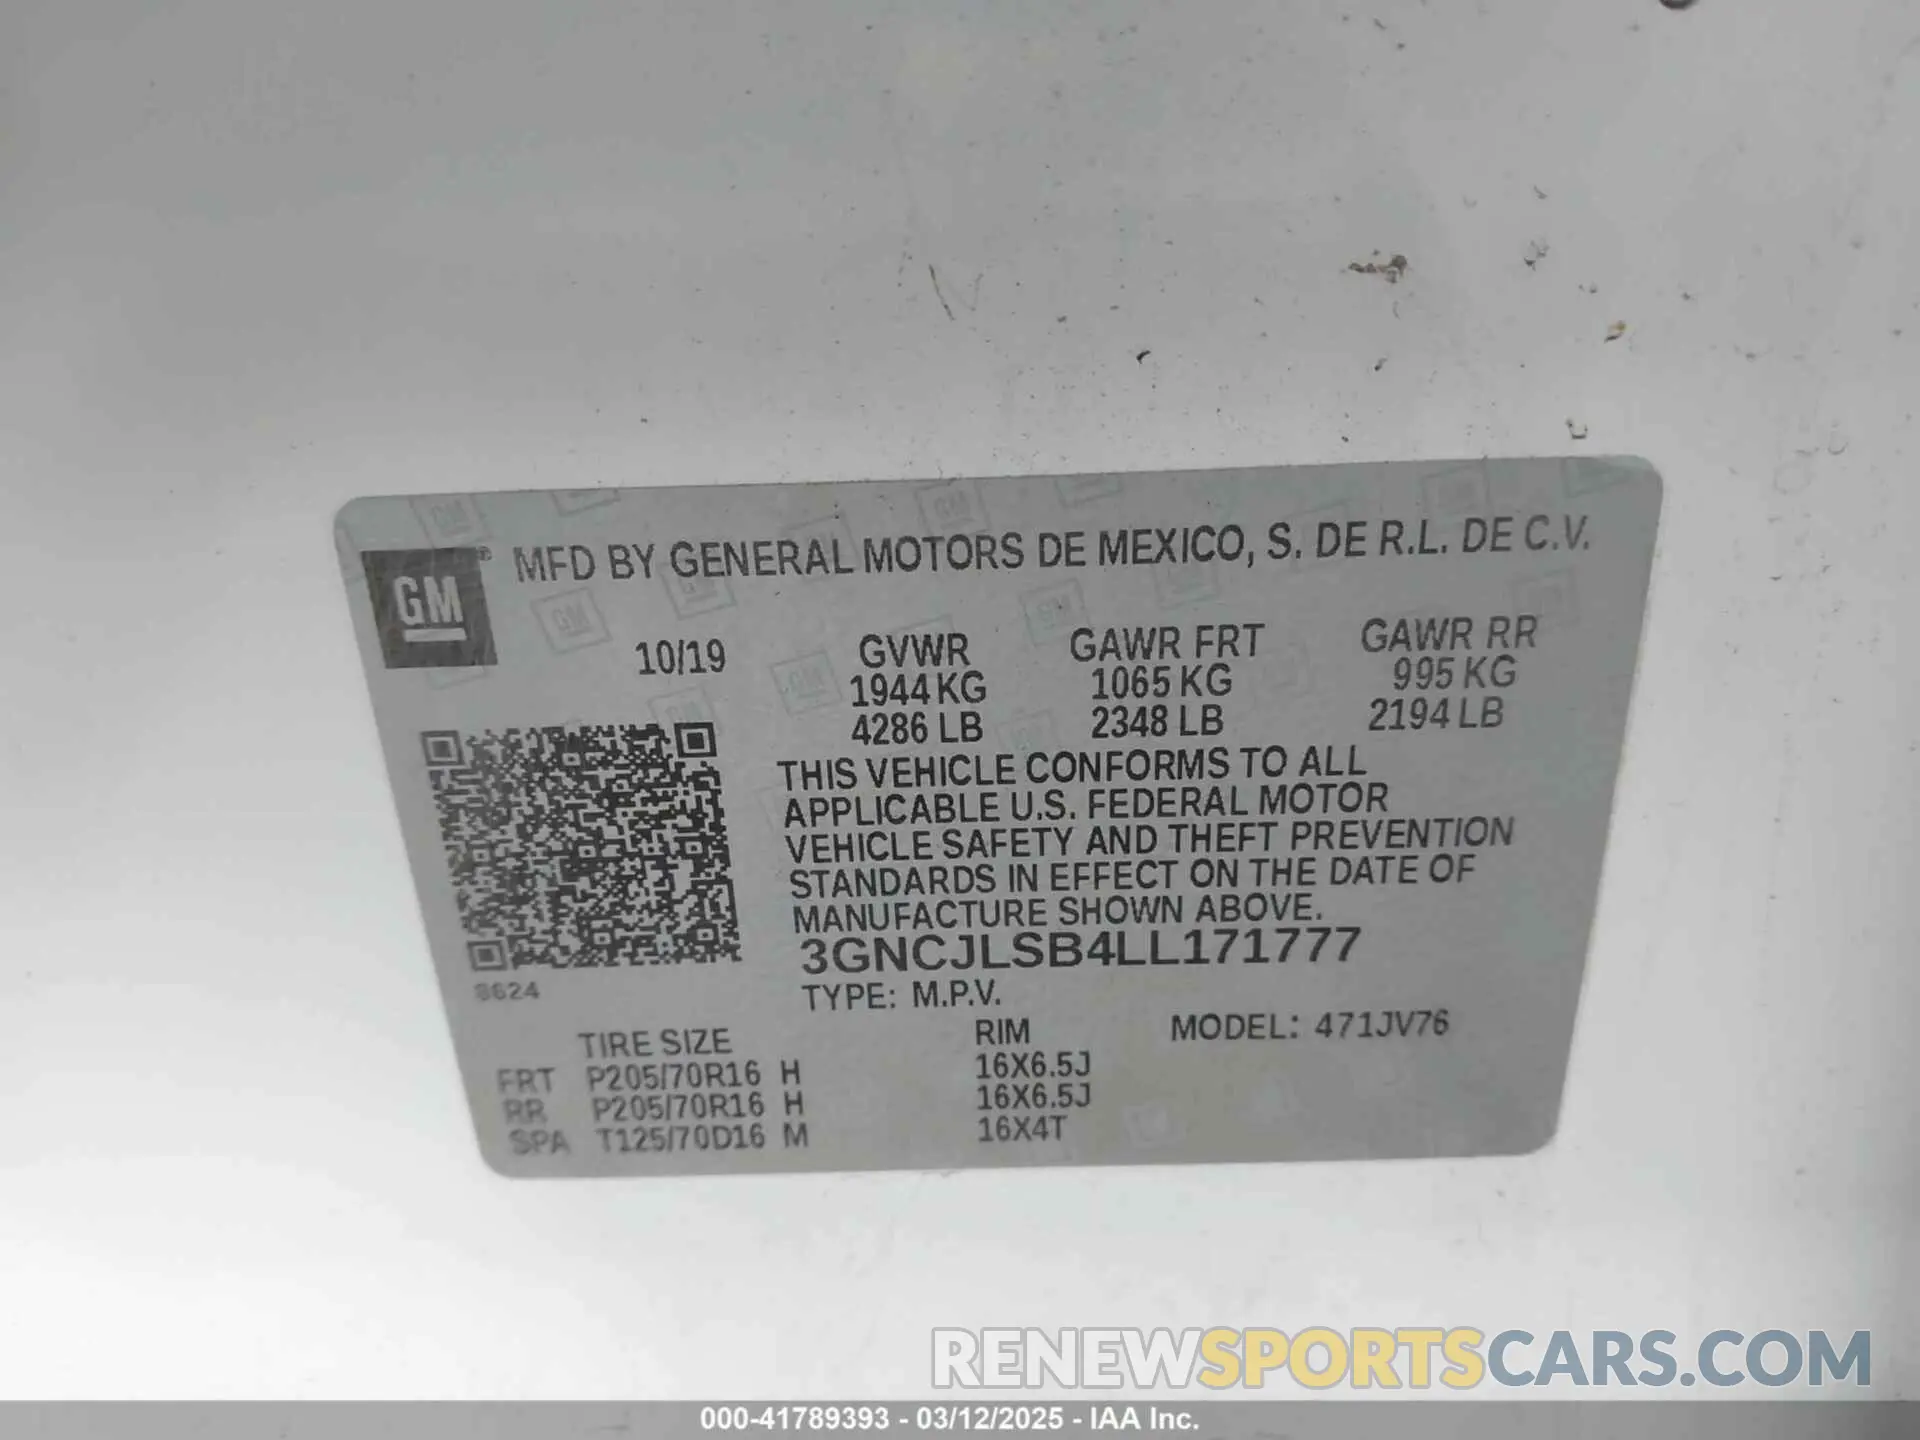 GM® MFD BY GENERAL MOTORS DE MEXICO, S. DE R.L. DE C.V.
10/19 GVWR GAWR FRT GAWR RR
1944 KG 1065 KG 995 KG
4286 LB 2348 LB 2194 LB
THIS VEHICLE CONFORMS TO ALL
APPLICABLE U.S. FEDERAL MOTOR
VEHICLE SAFETY AND THEFT PREVENTION
STANDARDS IN EFFECT ON THE DATE OF
MANUFACTURE SHOWN ABOVE.
3GNCJLSB4LL171777
8624
TYPE: M.P.V.
TIRE SIZE RIM MODEL: 471JV76
FRT P205/70R16 H 16X6.5J
RR P205/70R16 H 16X6.5J
SPA T125/70D16 M 16X4T
RENEWSPORTSCARS.COM
000-41789393 - 03/12/2025 - IAA Inc.